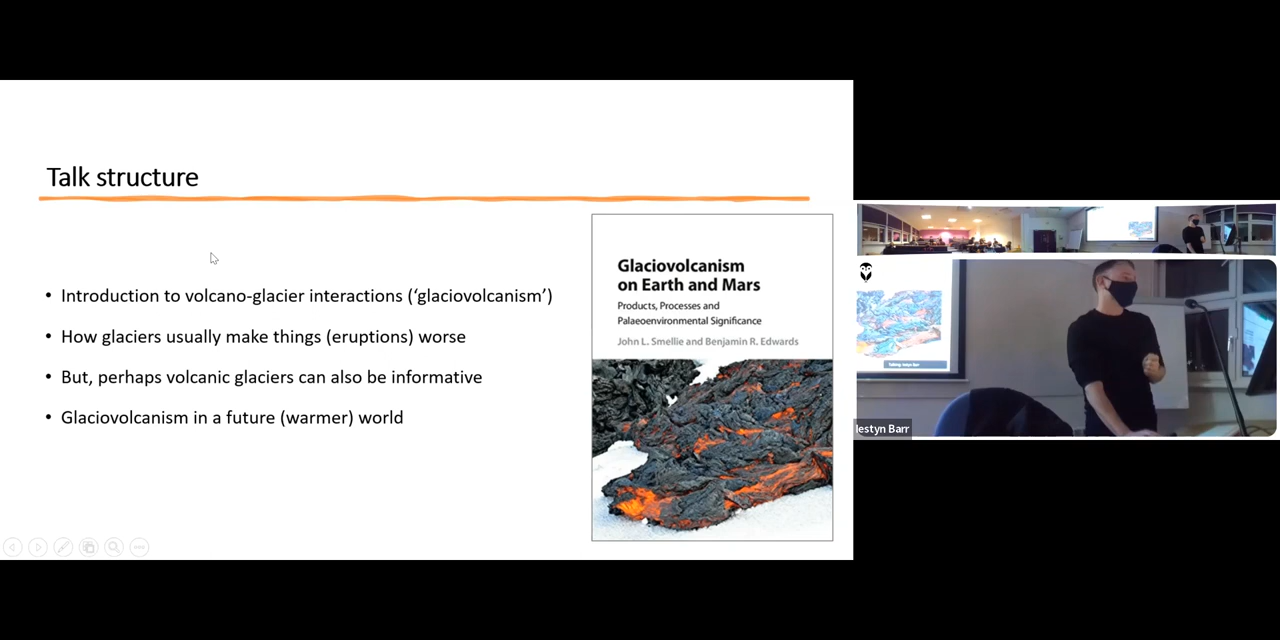 Talk structure
• Introduction to volcano-glacier interactions (‘glaciovolcanism’)
• How glaciers usually make things (eruptions) worse
• But, perhaps volcanic glaciers can also be informative
• Glaciovolcanism in a future (warmer) world
Glaciovolcanism
on Earth and Mars
Products, Processes and
Palaeoenvironmental Significance
John L. Smellie and Benjamin R. Edwards
Iestyn Barr